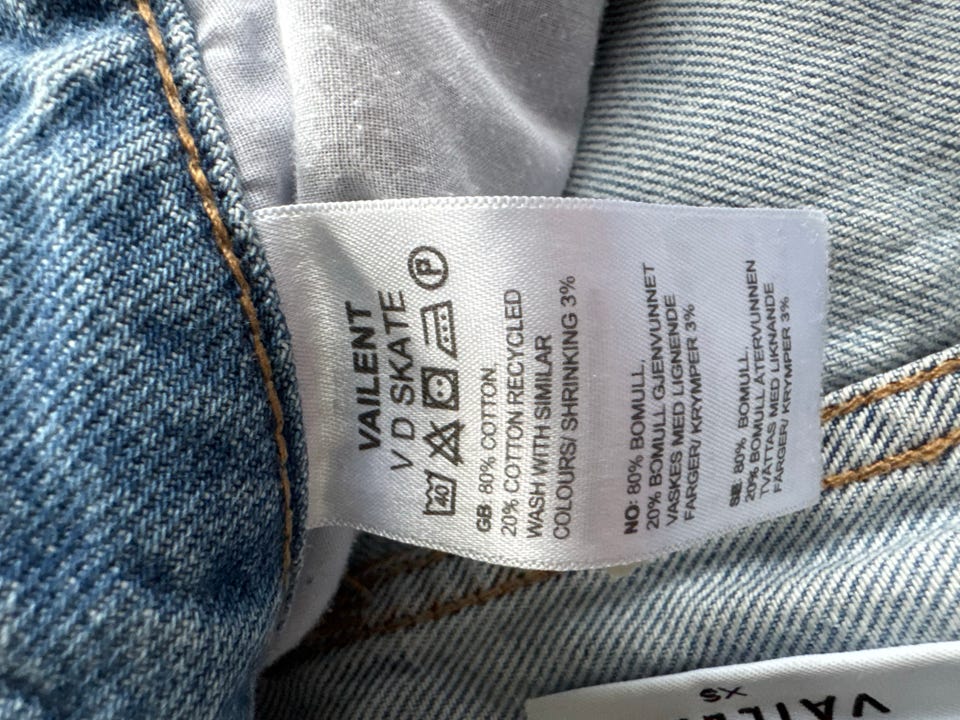 VAILENT
V D SKATE
40 P
GB: 80% COTTON,
20% COTTON RECYCLED
WASH WITH SIMILAR
COLOURS/ SHRINKING 3%
NO: 80% BOMULL,
20% BOMULL GJENVUNNET
VASKES MED LIGNENDE
FARGER/ KRYMPER 3%
SE: 80% BOMULL,
20% BOMULL ÅTERVUNNEN
TVÄTTAS MED LIKNANDE
FÄRGER/ KRYMPER 3%
XS